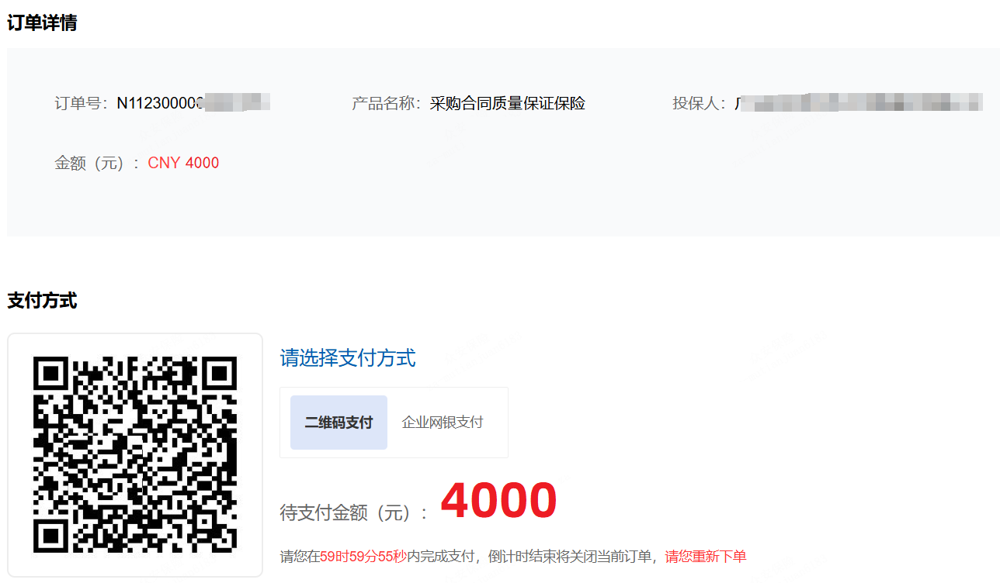 订单详情
订单号：N11230000 产品名称：采购合同质量保证保险 投保人：
金额（元）：CNY 4000
支付方式
请选择支付方式
二维码支付 企业网银支付
待支付金额（元）：4000
请您在59时59分55秒内完成支付，倒计时结束将关闭当前订单，请您重新下单